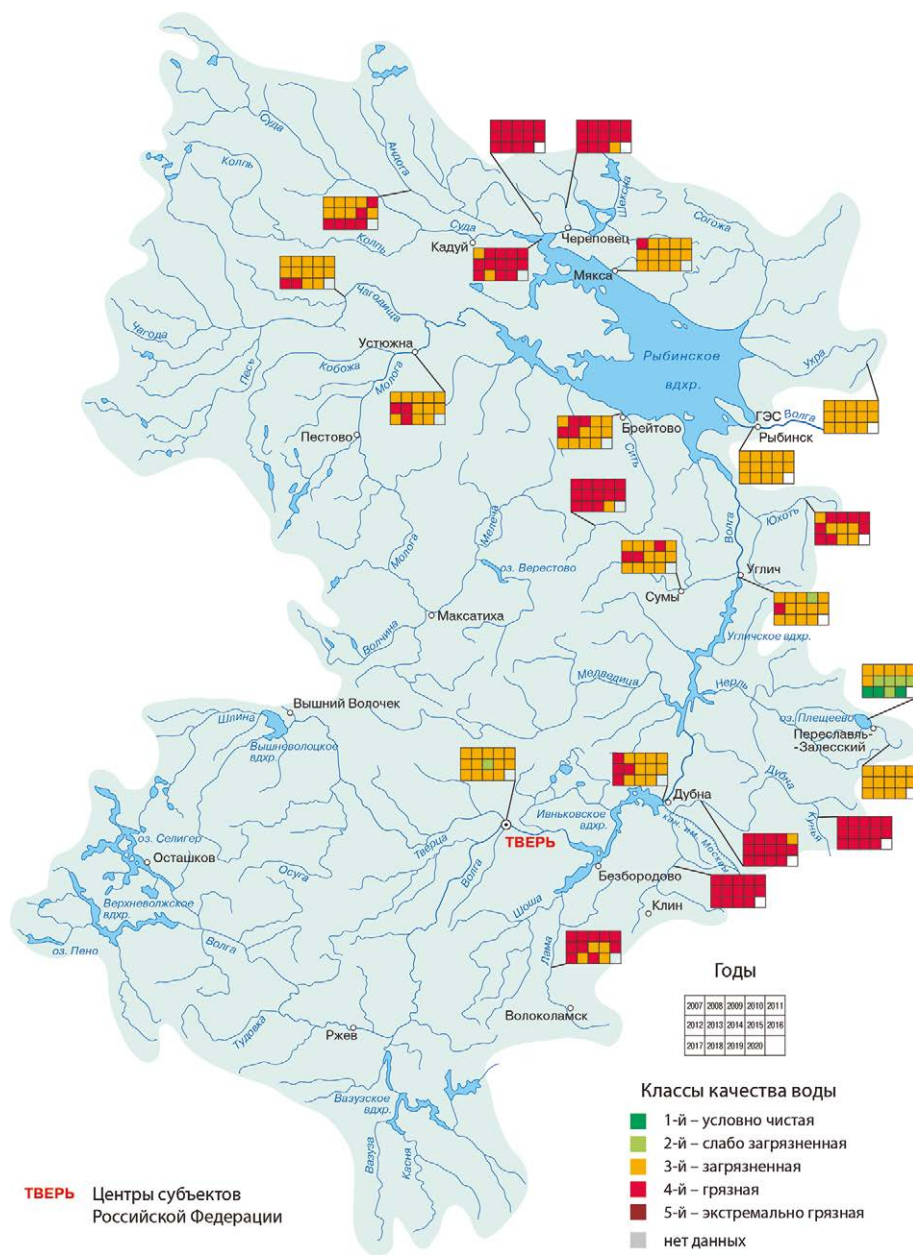 Суда
Колпь
Андога
Шексна
Согожа
Суда
Череповец
Кадуй
Колпь
Мякса
Чагодища
Чагода
Устюжна
Рыбинское
вдхр.
Ухра
Песь
Кобожа
Молога
ГЭС
Волга
Брейтово
Рыбинск
Пестово
Сить
Волга
Юхоть
Мелеча
Молога
оз. Верестово
Углич
Сумы
Максатиха
Угличское вдхр.
Волчина
Медведица
Нерль
Вышний Волочек
оз. Плещеево
Шлина
Переславль-
-Залесский
Вышневолоцкое
вдхр.
Дубна
Дубна
Ивньковское
вдхр.
Кунья
кан. им. Москвы
оз. Селигер
ТВЕРЬ
Тверца
Осташков
Волга
Безбородово
Осуга
Шоша
Клин
Верхневолжское
вдхр.
оз. Пено
Волга
Лама
Годы
2007 2008 2009 2010 2011
2012 2013 2014 2015 2016
2017 2018 2019 2020
Волоколамск
Тудовка
Ржев
Вазузское
вдхр.
Вазуза
Касня
Классы качества воды
1-й – условно чистая
2-й – слабо загрязненная
3-й – загрязненная
4-й – грязная
5-й – экстремально грязная
нет данных
ТВЕРЬ Центры субъектов
Российской Федерации